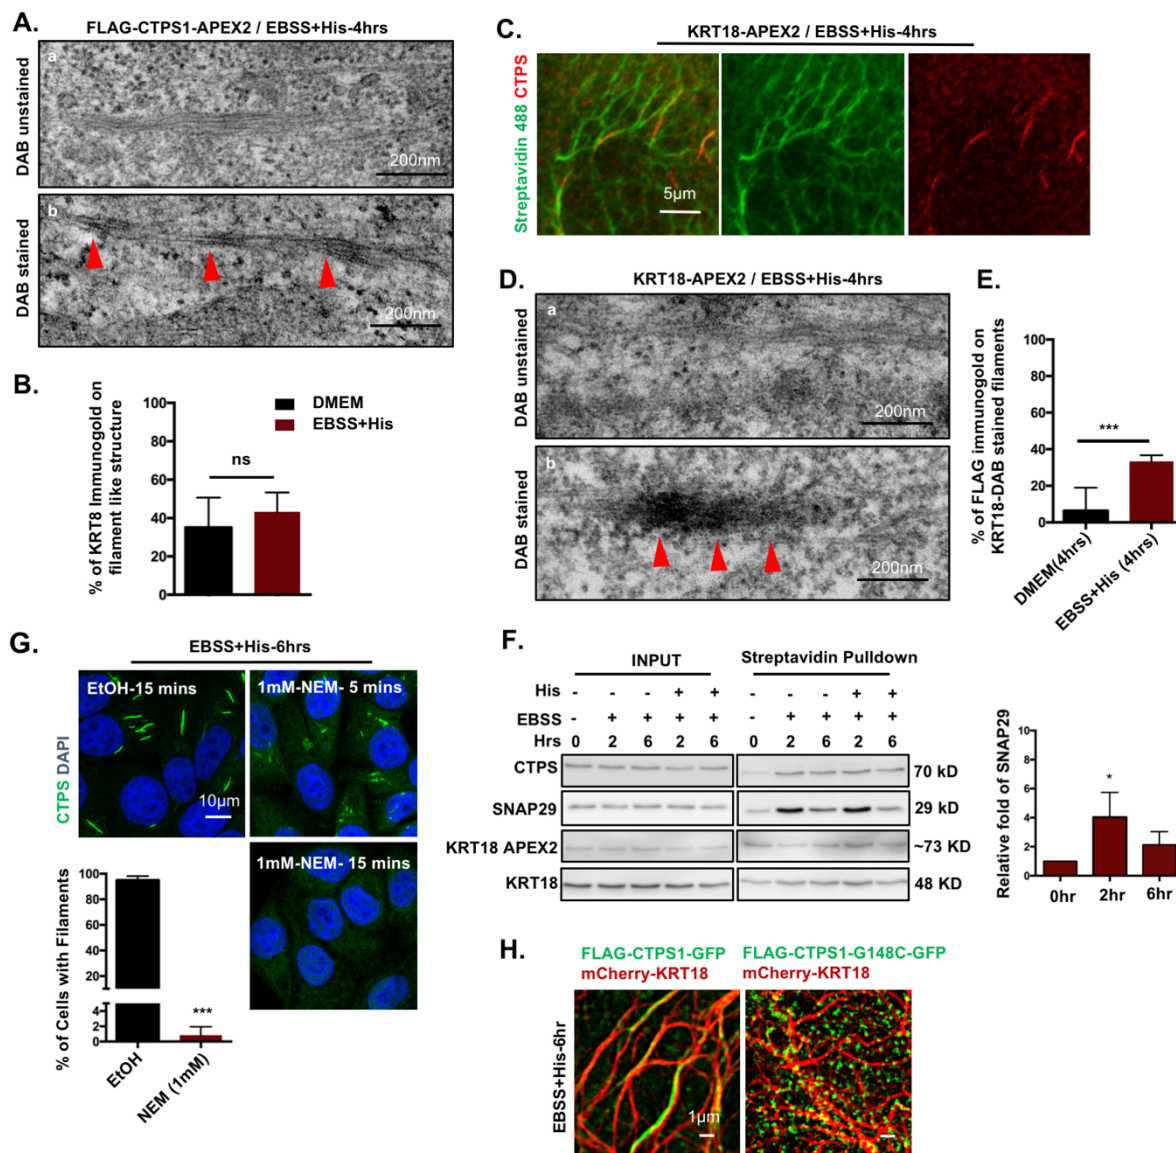 A.
FLAG-CTPS1-APEX2 / EBSS+His-4hrs
DAB unstained
a
200nm
DAB stained
b
200nm
B.
% of KRT8 Immunogold on
filament like structure
100
80
60
40
20
0
ns
DMEM
EBSS+His
C.
KRT18-APEX2 / EBSS+His-4hrs
Streptavidin 488 CTPS
5µm
D.
KRT18-APEX2 / EBSS+His-4hrs
DAB unstained
a
200nm
DAB stained
b
200nm
E.
% of FLAG immunogold on
KRT18-DAB stained filaments
100
80
60
40
20
0
***
DMEM(4hrs)
EBSS+His (4hrs)
F.
INPUT
Streptavidin Pulldown
His - - - + + - - - + +
EBSS - + + + + - + + + +
Hrs 0 2 6 2 6 0 2 6 2 6
CTPS 70 kD
SNAP29 29 kD
KRT18 APEX2 ~73 KD
KRT18 48 KD
Relative fold of SNAP29
10
8
6
4
2
0
*
0hr 2hr 6hr
G.
EBSS+His-6hrs
CTPS DAPI
EtOH-15 mins
10µm
1mM-NEM- 5 mins
1mM-NEM- 15 mins
% of Cells with Filaments
100
80
60
40
20
4
2
0
***
EtOH
NEM (1mM)
H.
FLAG-CTPS1-GFP
mCherry-KRT18
FLAG-CTPS1-G148C-GFP
mCherry-KRT18
EBSS+His-6hr
1µm